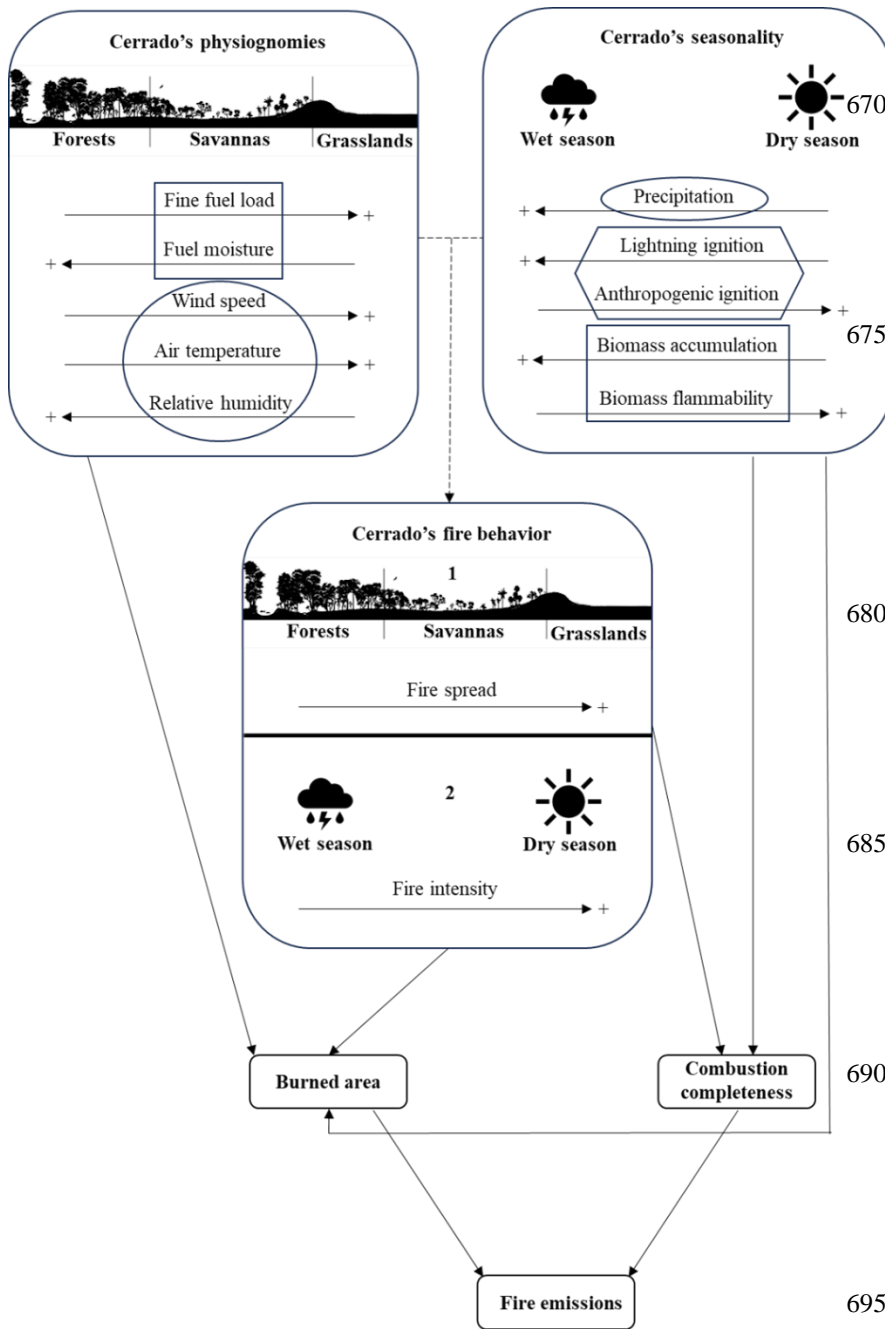 Cerrado’s physiognomies
Forests Savannas Grasslands
Fine fuel load
+
Fuel moisture
+
Wind speed
+
Air temperature
+
Relative humidity
+
Cerrado’s seasonality
670
Wet season Dry season
Precipitation
+
Lightning ignition
+
Anthropogenic ignition
+
675
Biomass accumulation
+
Biomass flammability
+
Cerrado’s fire behavior
1
680
Forests Savannas Grasslands
Fire spread
+
2
685
Wet season Dry season
Fire intensity
+
Burned area
Combustion
completeness
690
Fire emissions
695